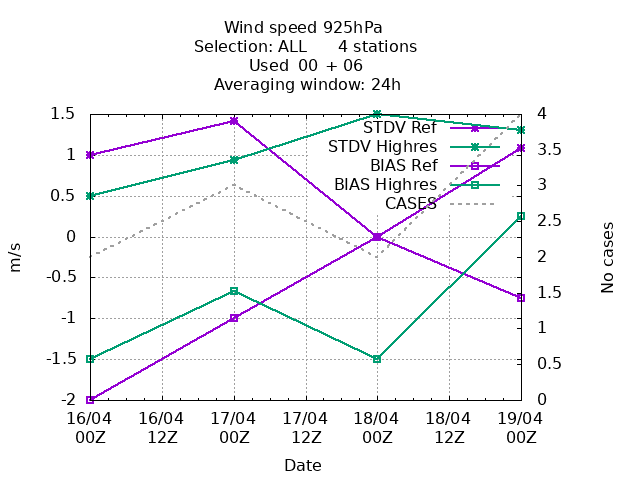 Wind speed 925hPa
Selection: ALL      4 stations
Used  00 + 06
Averaging window: 24h
STDV Ref
STDV Highres
BIAS Ref
BIAS Highres
CASES
1.5
1
0.5
0
-0.5
-1
-1.5
-2
m/s
4
3.5
3
2.5
2
1.5
1
0.5
0
No cases
16/04 16/04 17/04 17/04 18/04 18/04 19/04
00Z 12Z 00Z 12Z 00Z 12Z 00Z
Date